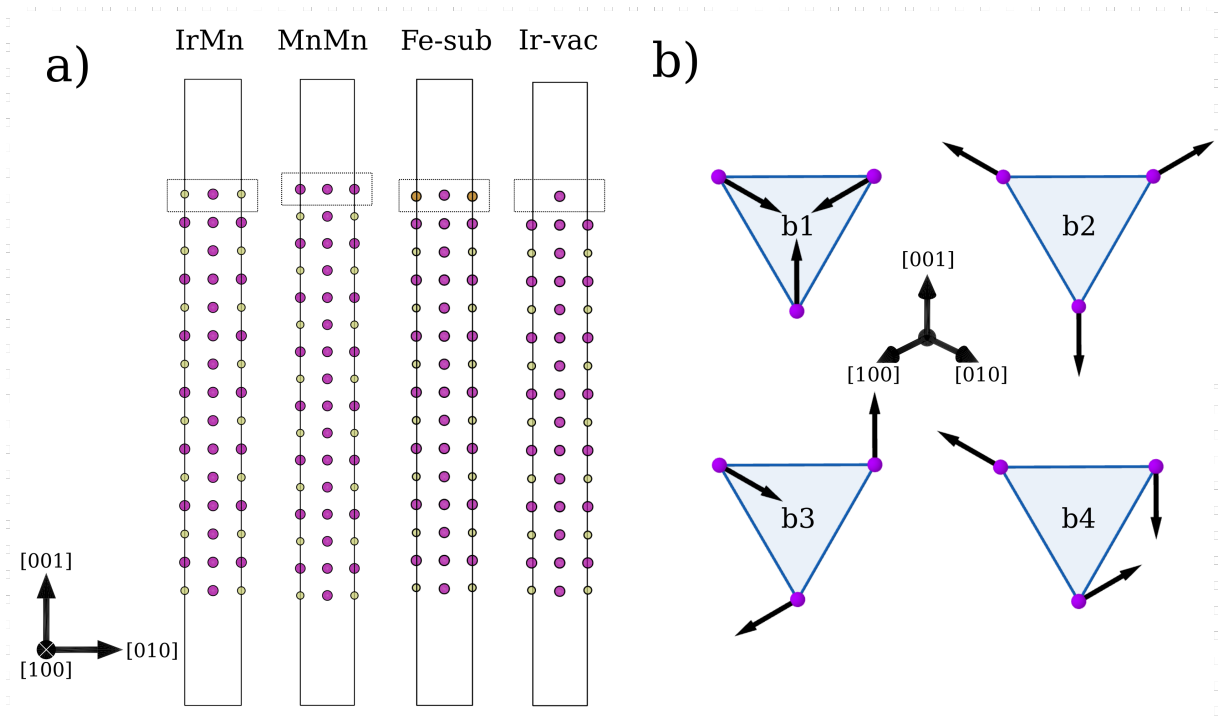 a)
IrMn MnMn Fe-sub Ir-vac
[001]
[010]
[100]
b)
b1
b2
[001]
[100] [010]
b3
b4